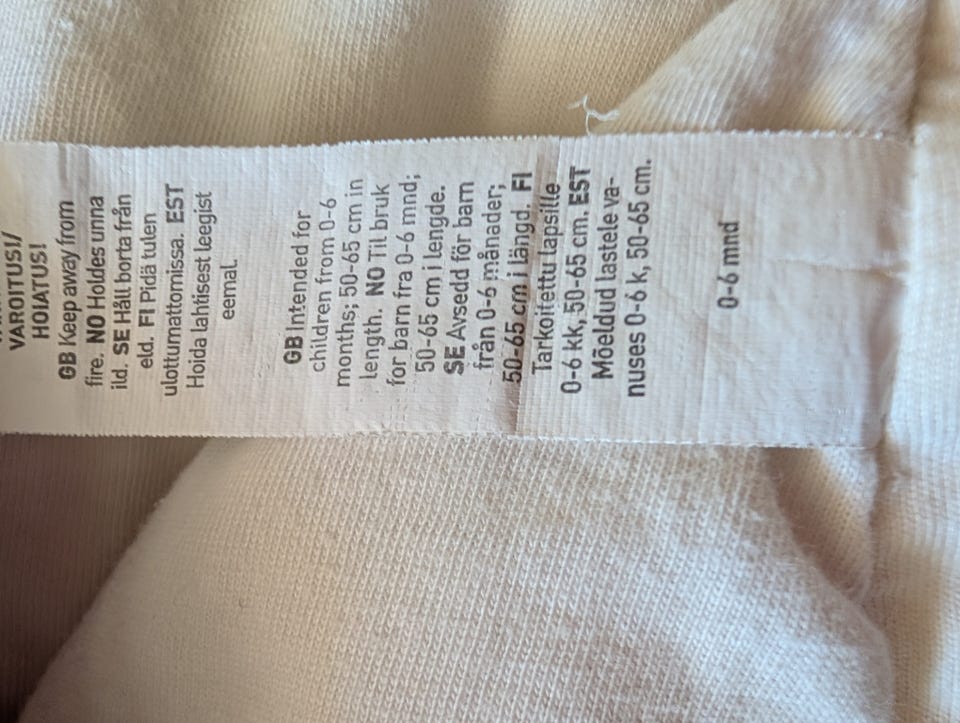 VAROITUS!/
HOIATUS!
GB Keep away from
fire. NO Holdes unna
ild. SE Håll borta från
eld. FI Pidä tulen
ulottumattomissa. EST
Hoida lahtisest leegist
eemal.
GB Intended for
children from 0-6
months; 50-65 cm in
length. NO Til bruk
for barn fra 0-6 mnd;
50-65 cm i lengde.
SE Avsedd för barn
från 0-6 månader;
50-65 cm i längd. FI
Tarkoitettu lapsille
0-6 kk, 50-65 cm. EST
Mõeldud lastele va-
nuses 0-6 k, 50-65 cm.
0-6 mnd